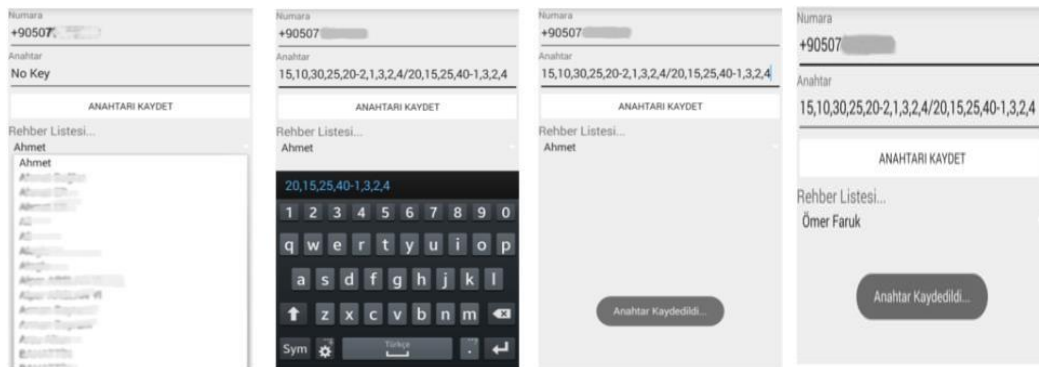 Numara
+90507
Anahtar
No Key
ANAHTARI KAYDET
Rehber Listesi...
Ahmet
Ahmet
Numara
+90507
Anahtar
15,10,30,25,20-2,1,3,2,4/20,15,25,40-1,3,2,4
ANAHTARI KAYDET
Rehber Listesi...
Ahmet
20,15,25,40-1,3,2,4
1 2 3 4 5 6 7 8 9 0
q w e r t y u i o p
a s d f g h j k l
z x c v b n m
Sym Türkçe .
Numara
+90507
Anahtar
15,10,30,25,20-2,1,3,2,4/20,15,25,40-1,3,2,4
ANAHTARI KAYDET
Rehber Listesi...
Ahmet
Anahtar Kaydedildi...
Numara
+90507
Anahtar
15,10,30,25,20-2,1,3,2,4/20,15,25,40-1,3,2,4
ANAHTARI KAYDET
Rehber Listesi...
Ömer Faruk
Anahtar Kaydedildi...